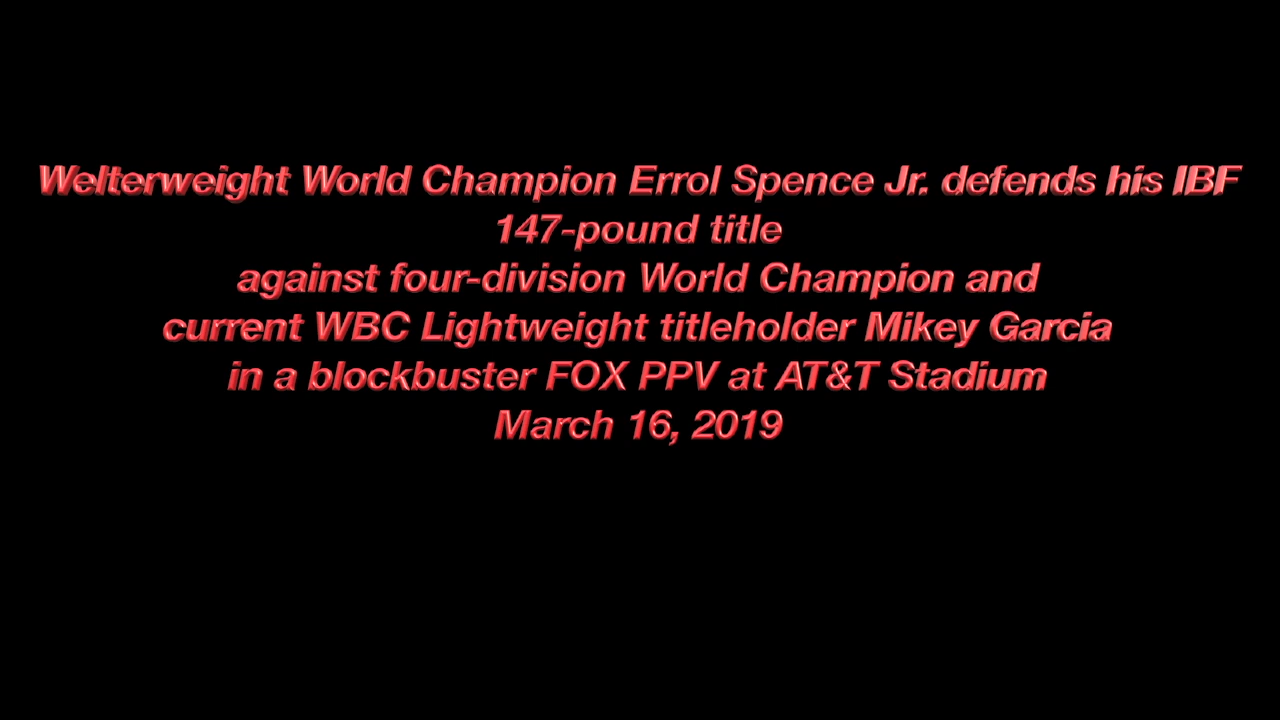 Welterweight World Champion Errol Spence Jr. defends his IBF
147-pound title
against four-division World Champion and
current WBC Lightweight titleholder Mikey Garcia
in a blockbuster FOX PPV at AT&T Stadium
March 16, 2019